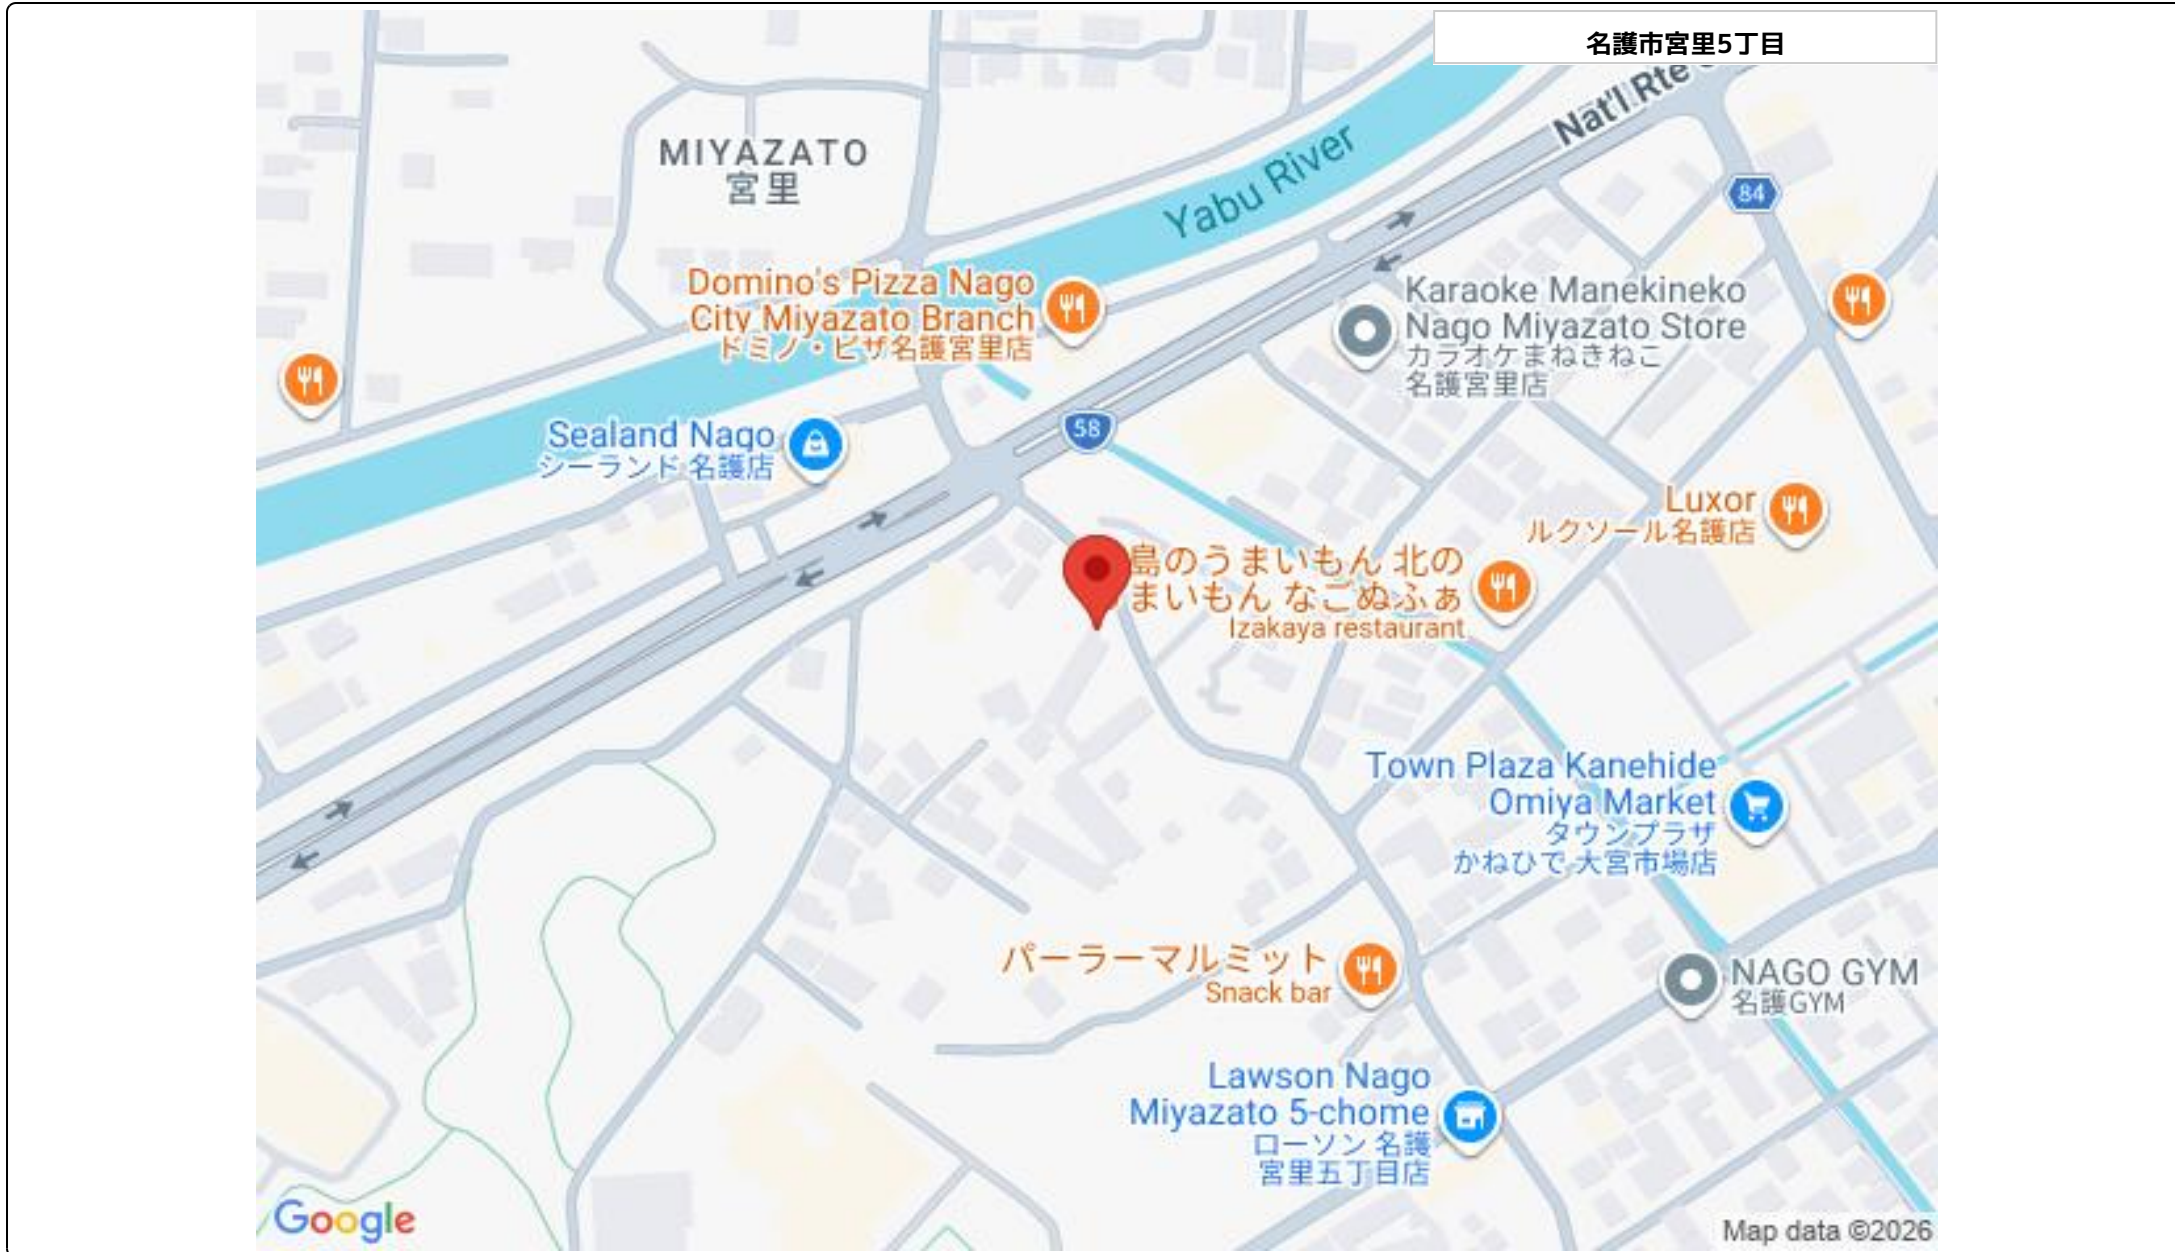 名護市宮里5丁目
Nat'l Rte
MIYAZATO
宮里
Yabu River
84
Domino's Pizza Nago
City Miyazato Branch
ドミノ・ピザ名護宮里店
Karaoke Manekineko
Nago Miyazato Store
カラオケまねきねこ
名護宮里店
58
Sealand Nago
シーランド 名護店
Luxor
ルクソール名護店
島のうまいもん 北の
まいもん なごぬふぁ
Izakaya restaurant
Town Plaza Kanehide
Omiya Market
タウンプラザ
かねひで 大宮市場店
パーラーマルミット
Snack bar
NAGO GYM
名護GYM
Lawson Nago
Miyazato 5-chome
ローソン 名護
宮里五丁目店
Google
Map data ©2026